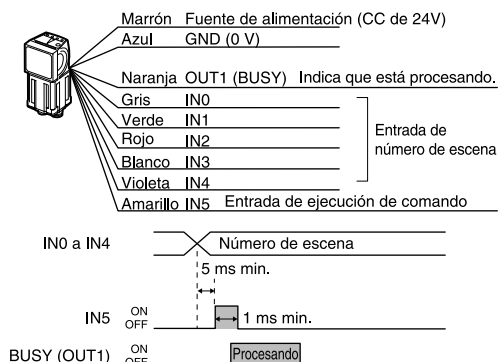 Marrón Fuente de alimentación (CC de 24V)
Azul GND (0 V)
Naranja OUT1 (BUSY) Indica que está procesando.
Gris IN0
Verde IN1
Rojo IN2
Blanco IN3
Violeta IN4
Entrada de
número de escena
Amarillo IN5 Entrada de ejecución de comando
IN0 a IN4 Número de escena
5 ms min.
IN5 ON
OFF
1 ms min.
BUSY (OUT1) ON
OFF
Procesando